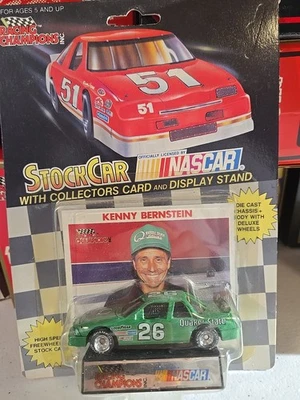 FOR AGES 5 AND UP
RACING
CHAMPIONS INC
51
51
STOCK CAR
OFFICIALLY LICENSED BY
NASCAR
WITH COLLECTORS CARD AND DISPLAY STAND
KENNY BERNSTEIN
DIE CAST
CHASSIS +
BODY WITH
DELUXE
WHEELS
26
Quaker State
HIGH SPEED
FREEWHEELING
STOCK CAR
CHAMPIONS
NASCAR